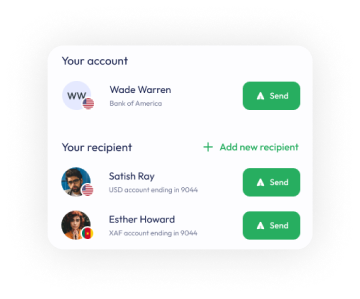 Your account
WW
Wade Warren
Bank of America
Send
Your recipient
+ Add new recipient
Satish Ray
USD account ending in 9044
Send
Esther Howard
XAF account ending in 9044
Send